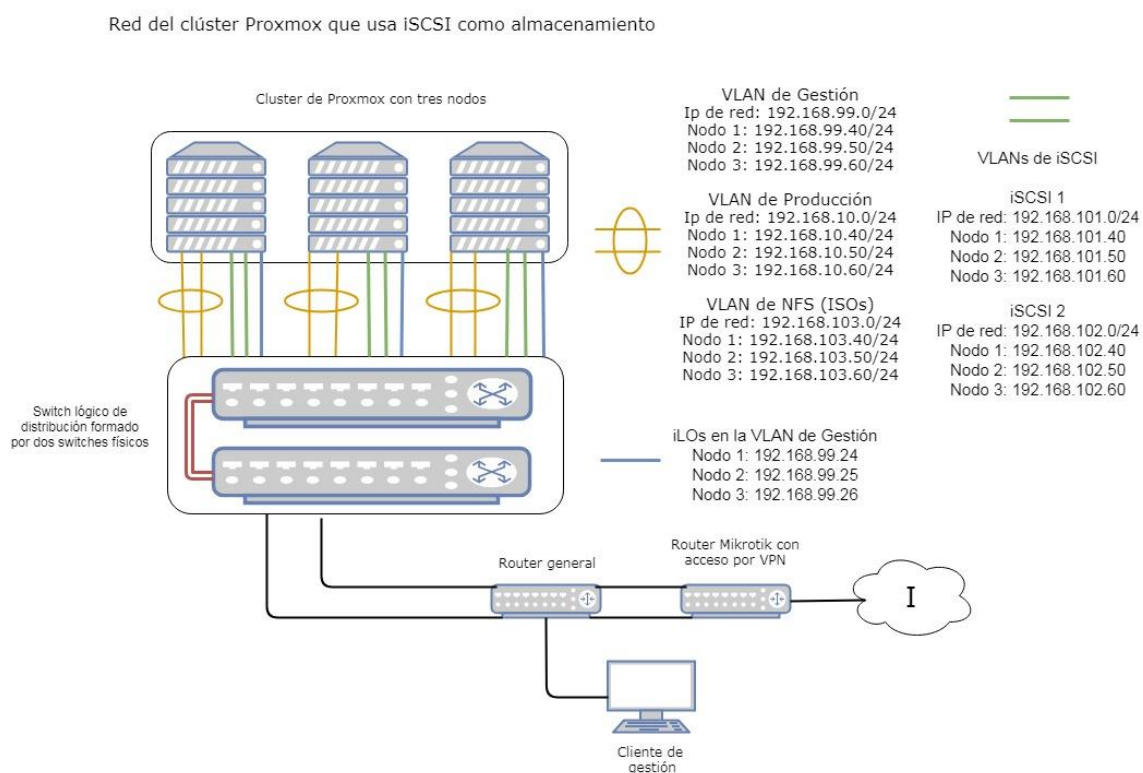 Red del clúster Proxmox que usa iSCSI como almacenamiento
Cluster de Proxmox con tres nodos
VLAN de Gestión
Ip de red: 192.168.99.0/24
Nodo 1: 192.168.99.40/24
Nodo 2: 192.168.99.50/24
Nodo 3: 192.168.99.60/24
VLAN de Producción
Ip de red: 192.168.10.0/24
Nodo 1: 192.168.10.40/24
Nodo 2: 192.168.10.50/24
Nodo 3: 192.168.10.60/24
VLAN de NFS (ISOs)
IP de red: 192.168.103.0/24
Nodo 1: 192.168.103.40/24
Nodo 2: 192.168.103.50/24
Nodo 3: 192.168.103.60/24
VLANs de iSCSI
iSCSI 1
IP de red: 192.168.101.0/24
Nodo 1: 192.168.101.40
Nodo 2: 192.168.101.50
Nodo 3: 192.168.101.60
iSCSI 2
IP de red: 192.168.102.0/24
Nodo 1: 192.168.102.40
Nodo 2: 192.168.102.50
Nodo 3: 192.168.102.60
Switch lógico de
distribución formado
por dos switches físicos
iLOs en la VLAN de Gestión
Nodo 1: 192.168.99.24
Nodo 2: 192.168.99.25
Nodo 3: 192.168.99.26
Router general
Router Mikrotik con
acceso por VPN
I
Cliente de
gestión